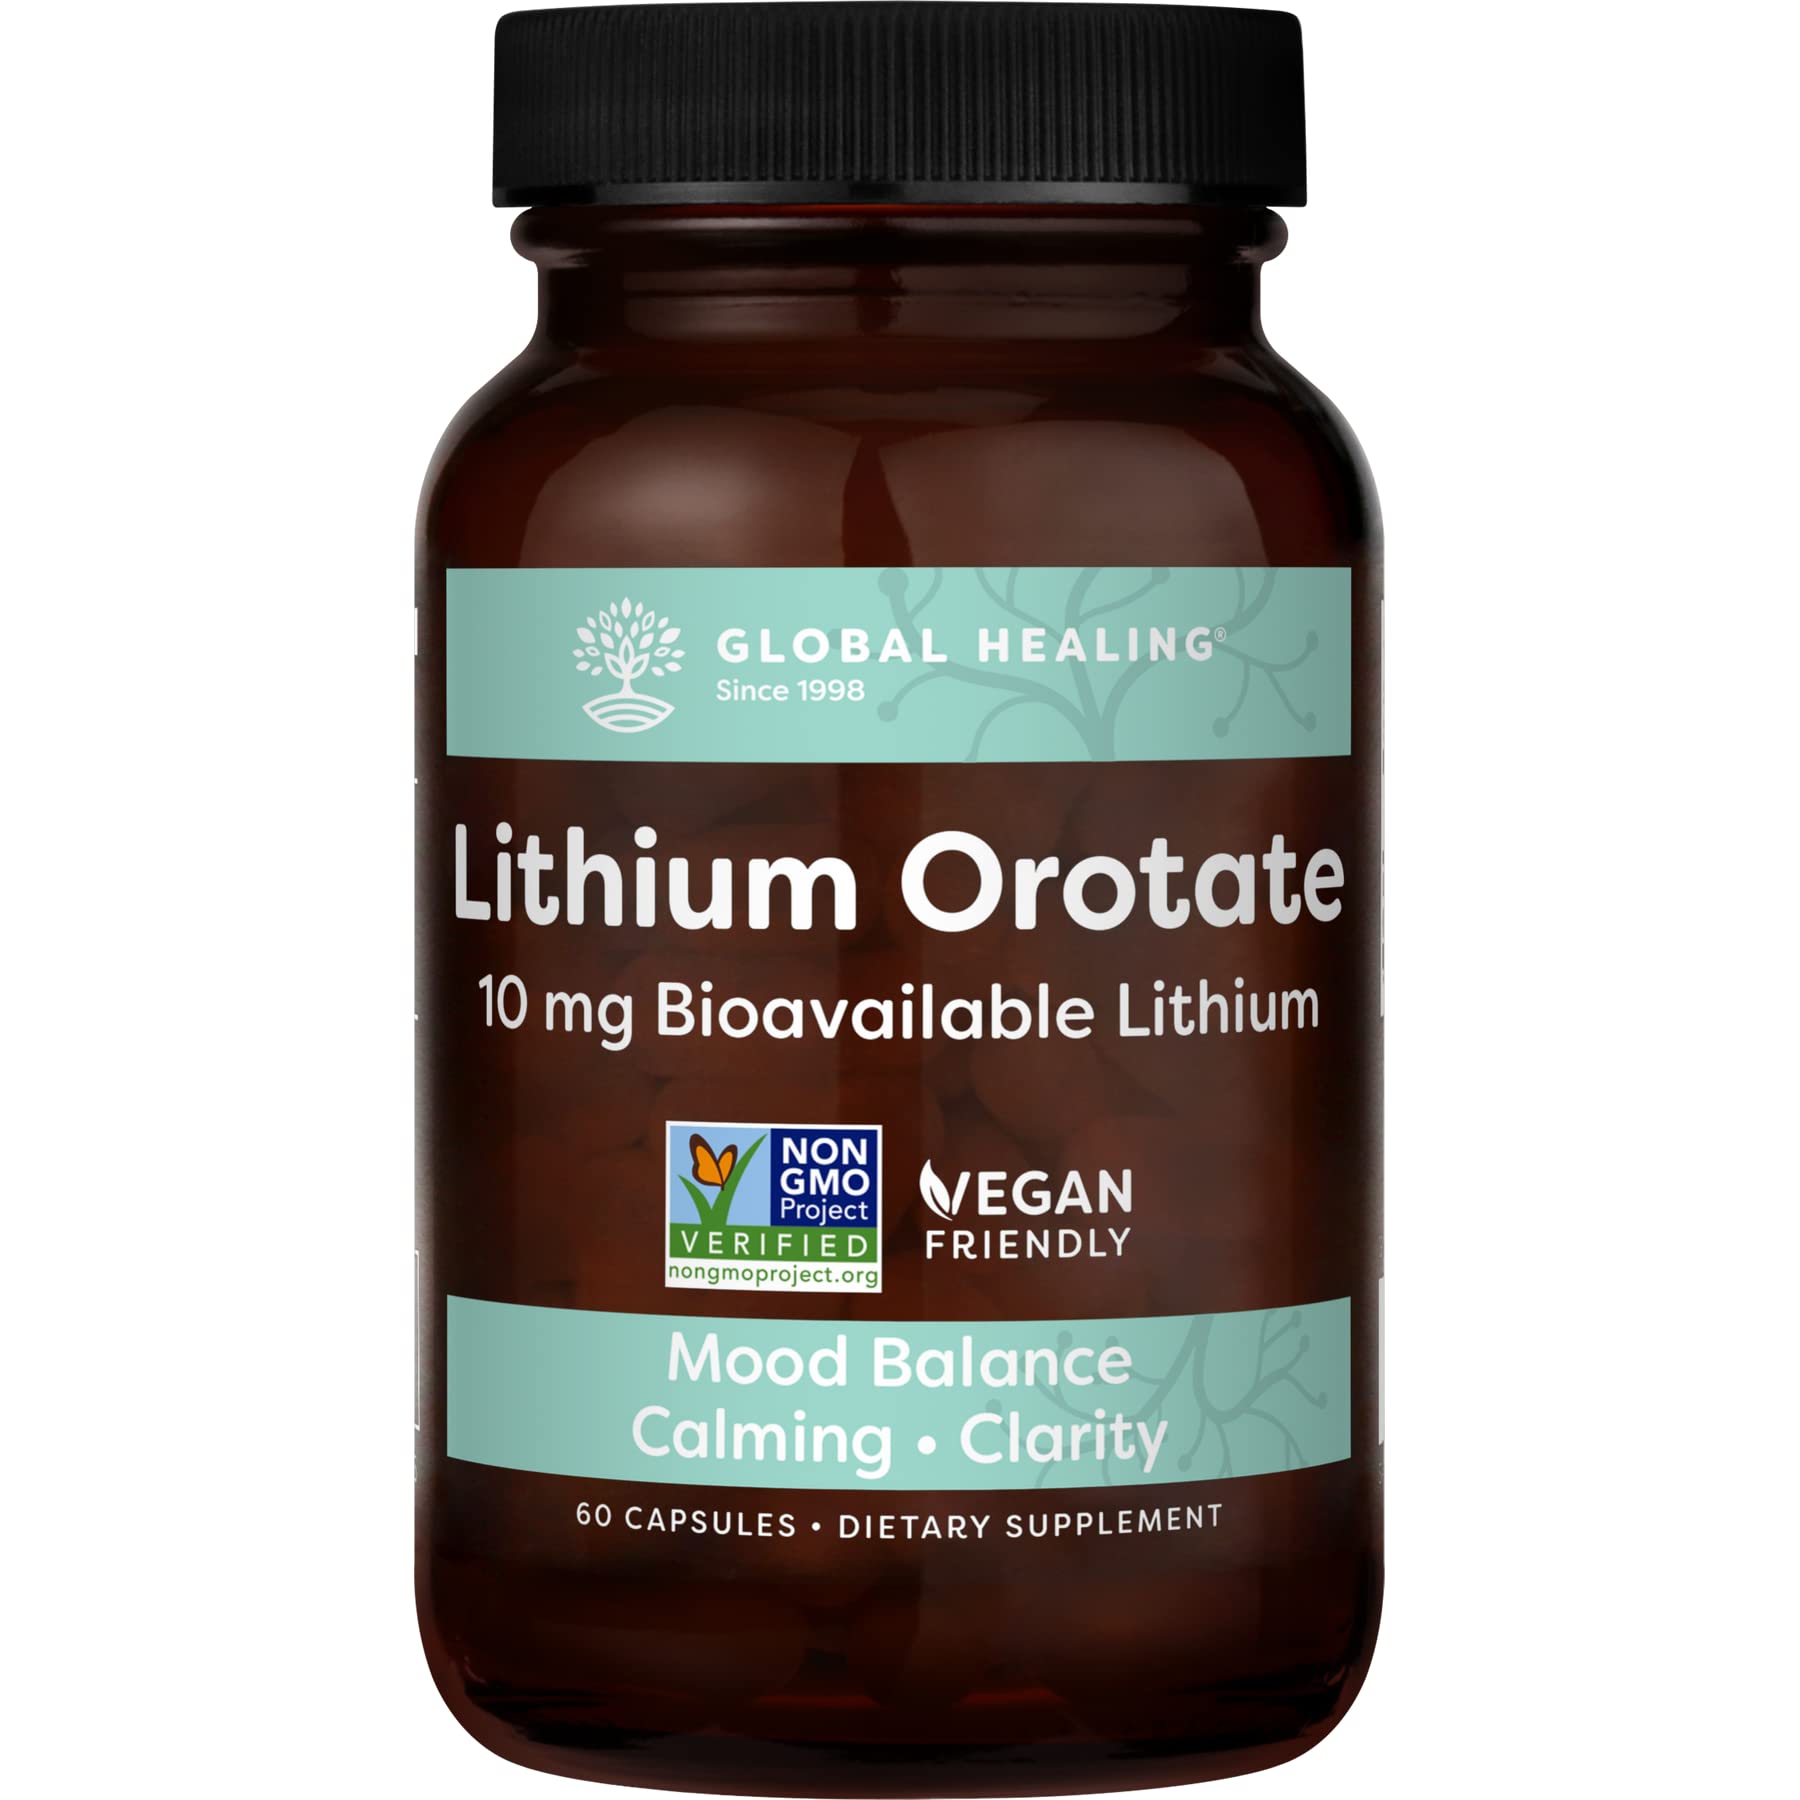 GLOBAL HEALING®
Since 1998
Lithium Orotate
10 mg Bioavailable Lithium
NON
GMO
Project
VERIFIED
nongmoproject.org
VEGAN
FRIENDLY
Mood Balance
Calming • Clarity
60 CAPSULES • DIETARY SUPPLEMENT